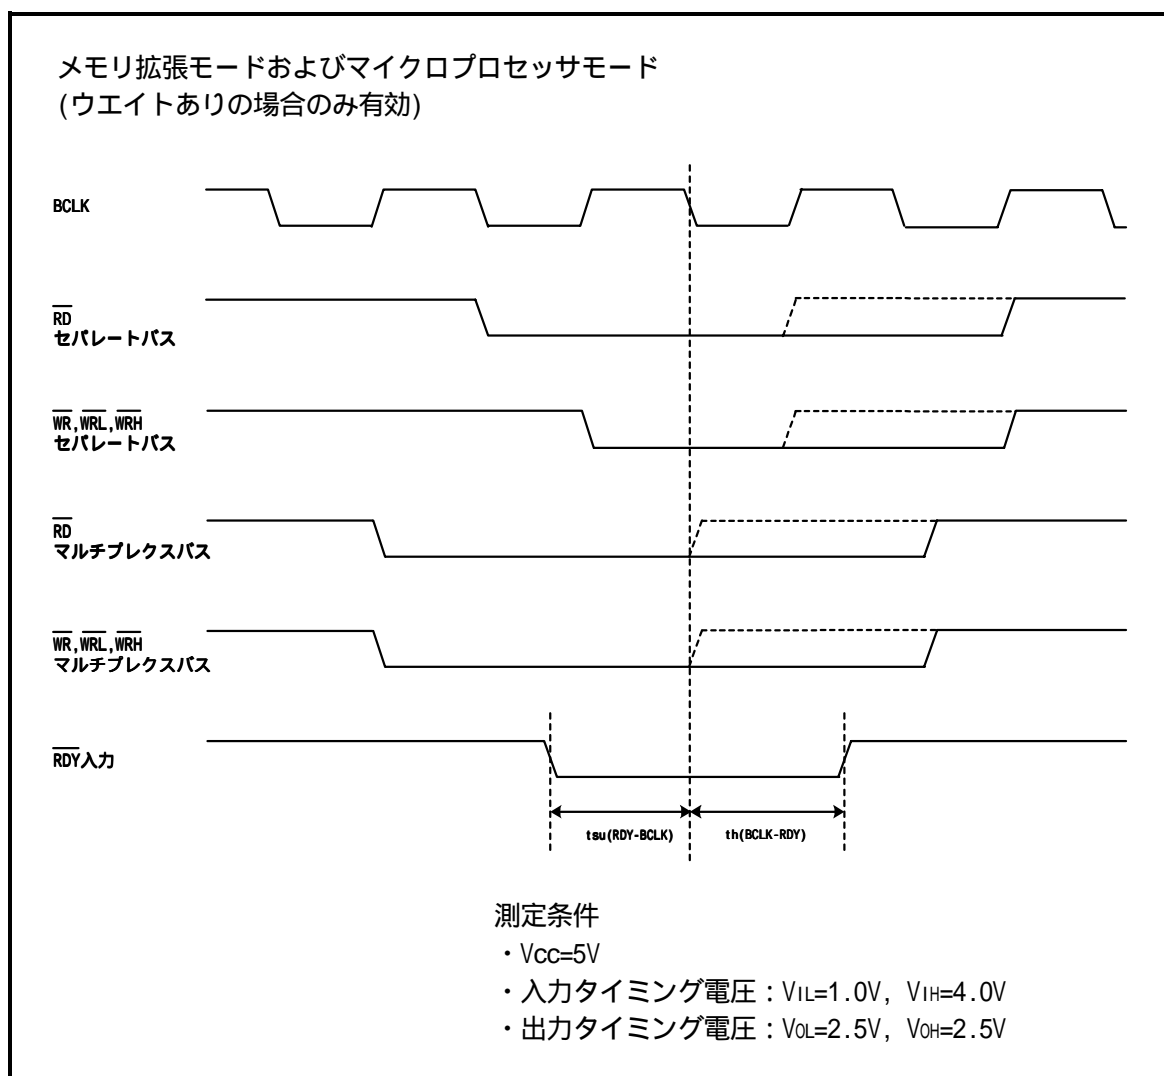 メモリ拡張モードおよびマイクロプロセッサモード
(ウエイトありの場合のみ有効)
BCLK
RD
セパレートバス
WR,WRL,WRH
セパレートバス
RD
マルチプレクスバス
WR,WRL,WRH
マルチプレクスバス
RDY入力
tsu(RDY-BCLK) th(BCLK-RDY)
測定条件
・Vcc=5V
・入力タイミング電圧:VIL=1.0V, VIH=4.0V
・出力タイミング電圧:VOL=2.5V, VOH=2.5V